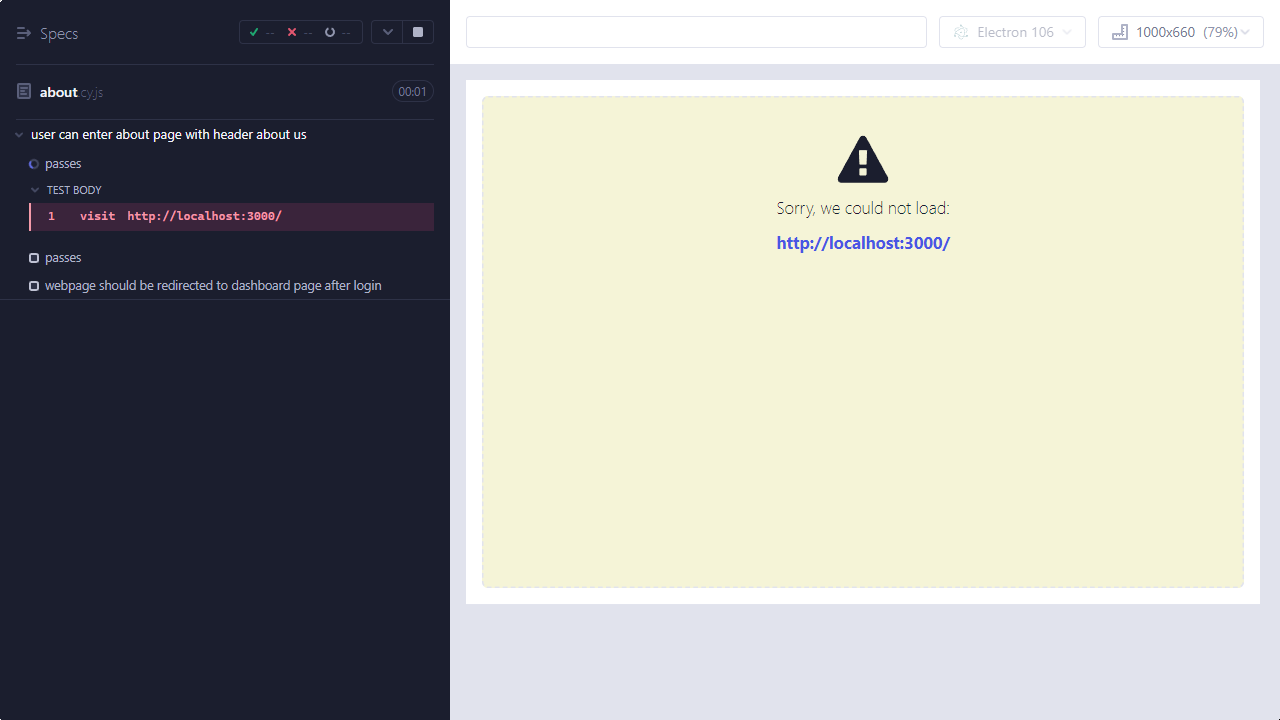 Specs
-- -- --
about.cy.js
00:01
user can enter about page with header about us
passes
TEST BODY
1 visit http://localhost:3000/
passes
webpage should be redirected to dashboard page after login
Electron 106
1000x660 (79%)
Sorry, we could not load:
http://localhost:3000/